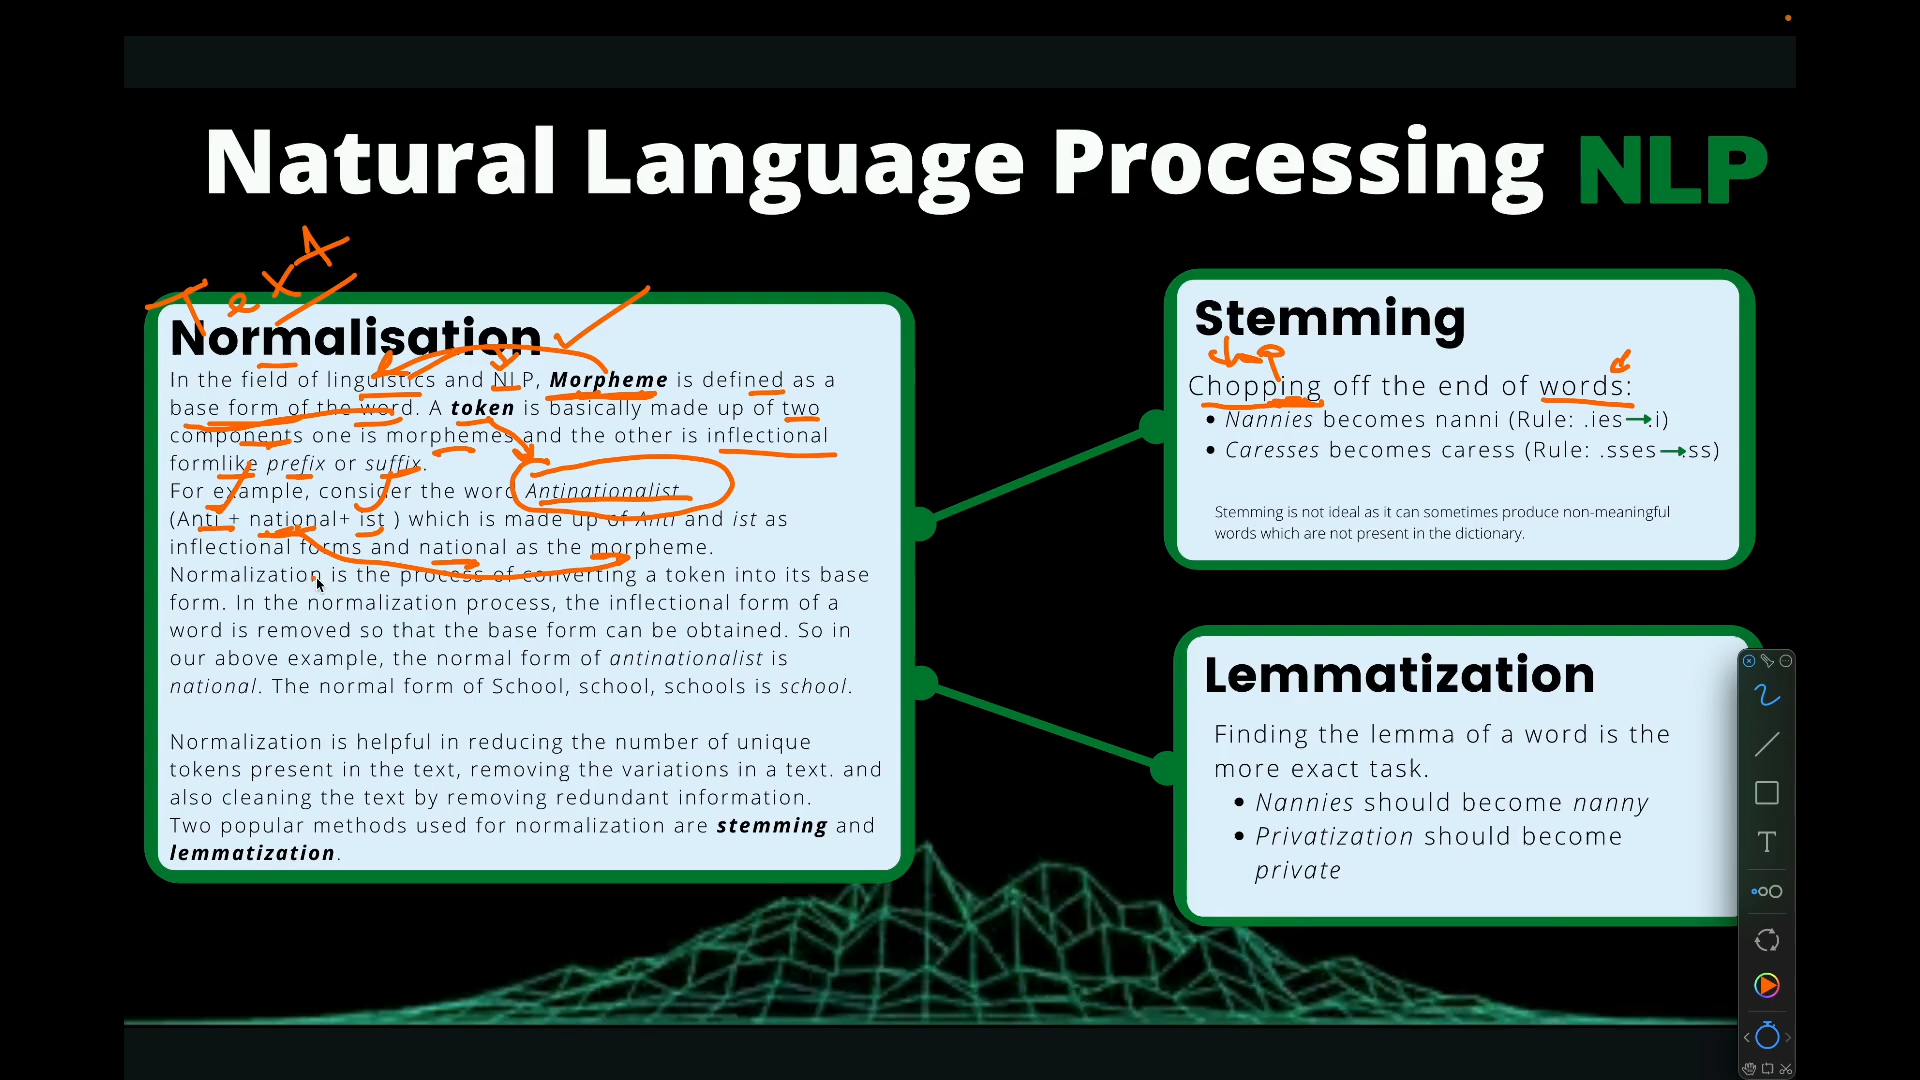 Natural Language Processing NLP
Text
Normalisation
In the field of linguistics and NLP, Morpheme is defined as a
base form of the word. A token is basically made up of two
components one is morphemes and the other is inflectional
formlike prefix or suffix.
For example, consider the word Antinationalist
(Anti + national+ ist ) which is made up of Anti and ist as
inflectional forms and national as the morpheme.
Normalization is the process of converting a token into its base
form. In the normalization process, the inflectional form of a
word is removed so that the base form can be obtained. So in
our above example, the normal form of antinationalist is
national. The normal form of School, school, schools is school.
Normalization is helpful in reducing the number of unique
tokens present in the text, removing the variations in a text. and
also cleaning the text by removing redundant information.
Two popular methods used for normalization are stemming and
lemmatization.
Stemming
chop
Chopping off the end of words:
• Nannies becomes nanni (Rule: .ies→.i)
• Caresses becomes caress (Rule: .sses→.ss)
Stemming is not ideal as it can sometimes produce non-meaningful
words which are not present in the dictionary.
Lemmatization
Finding the lemma of a word is the
more exact task.
• Nannies should become nanny
• Privatization should become
private